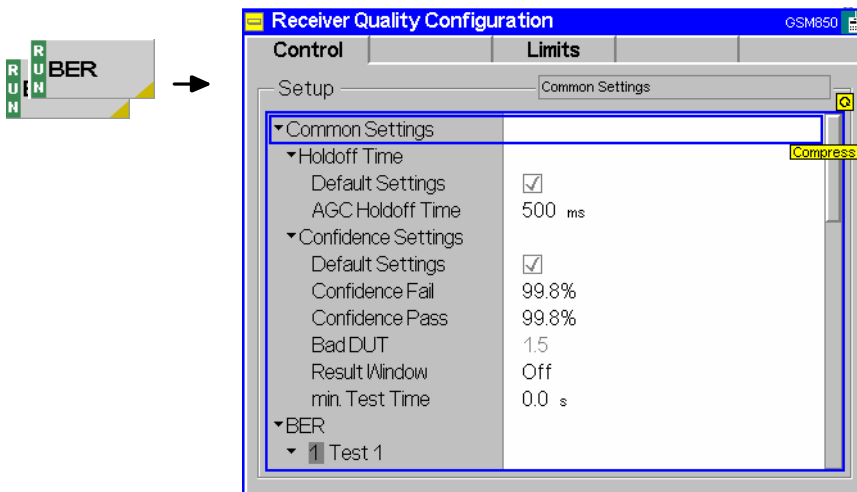 Receiver Quality Configuration GSM850
Control Limits
RUN BER
RUN
Setup Common Settings
Common Settings
Compress
Holdoff Time
Default Settings
AGC Holdoff Time 500 ms
Confidence Settings
Default Settings
Confidence Fail 99.8%
Confidence Pass 99.8%
Bad DUT 1.5
Result Window Off
min. Test Time 0.0 s
BER
1 Test 1